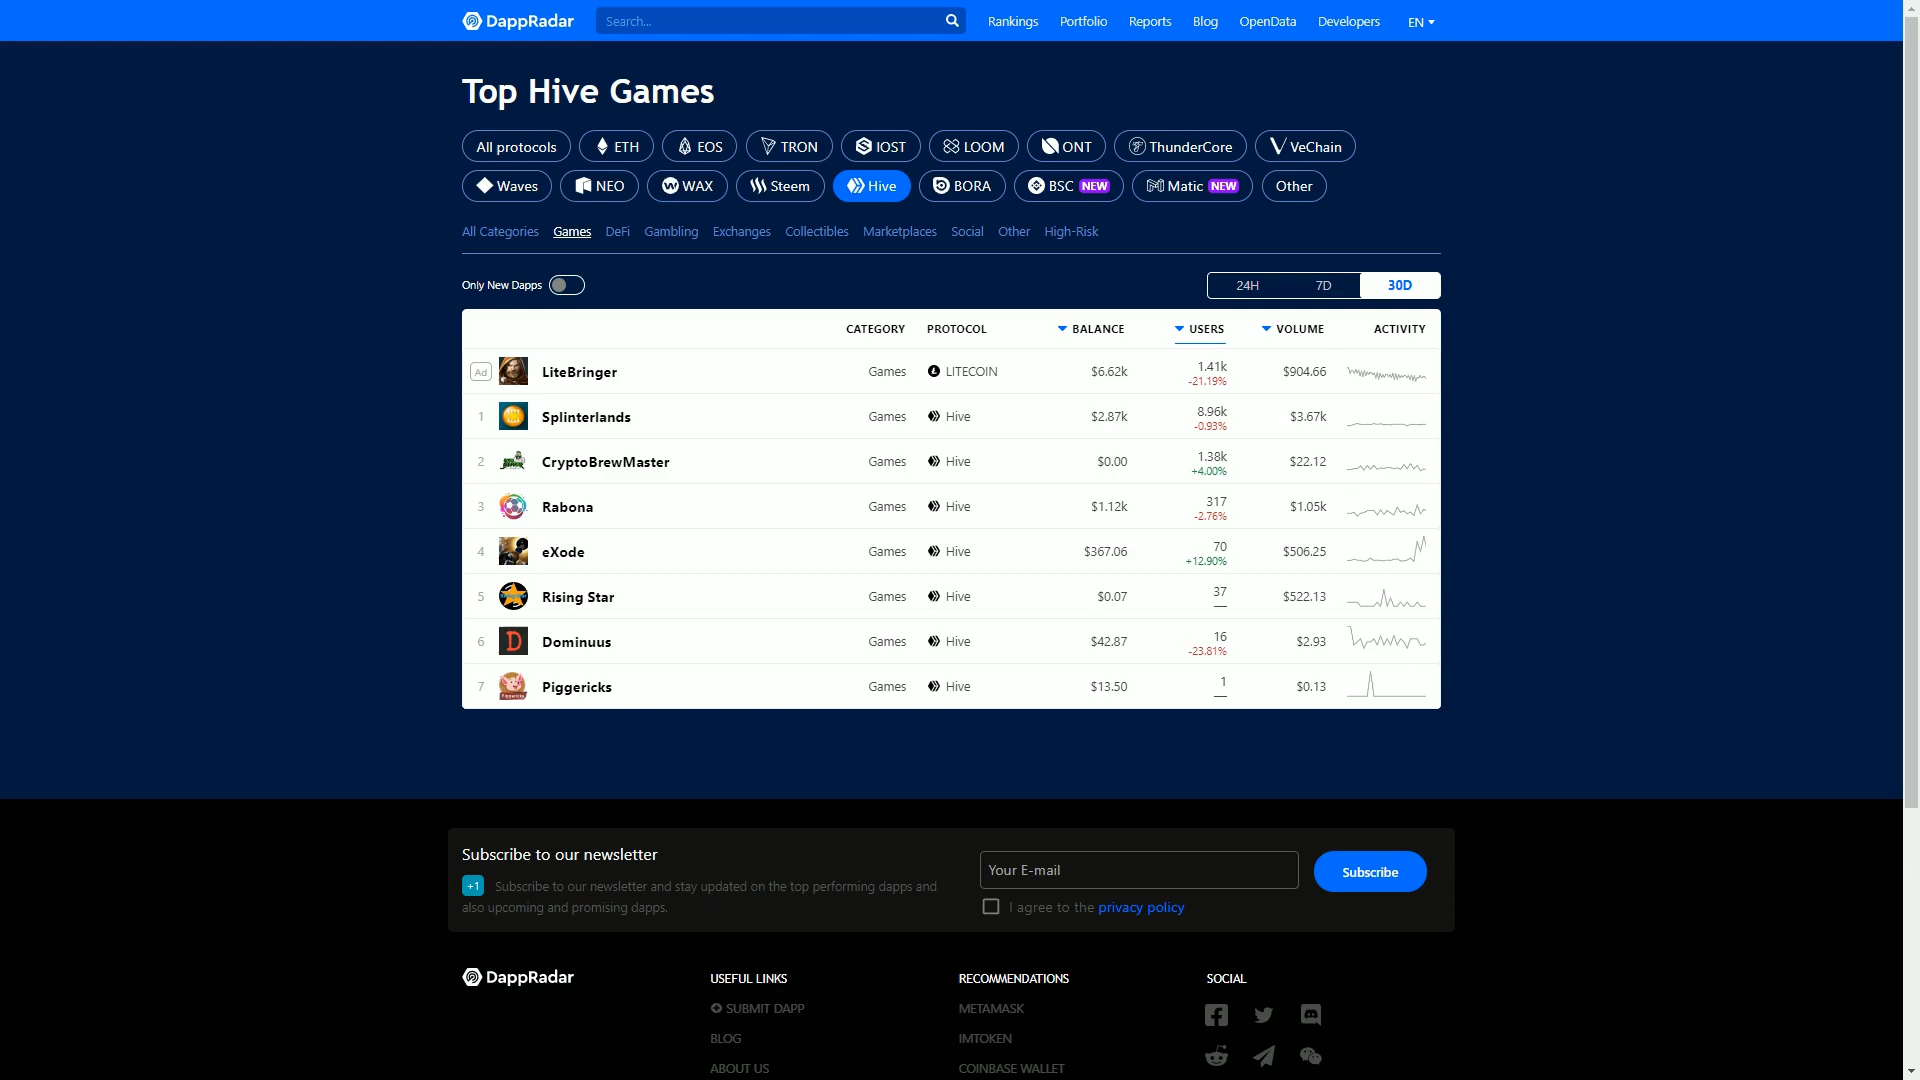 DappRadar Search... Rankings Portfolio Reports Blog OpenData Developers EN
Top Hive Games
All protocols ETH EOS TRON IOST LOOM ONT ThunderCore VeChain
Waves NEO WAX Steem Hive BORA BSC NEW Matic NEW Other
All Categories Games DeFi Gambling Exchanges Collectibles Marketplaces Social Other High-Risk
Only New Dapps 24H 7D 30D
CATEGORY PROTOCOL BALANCE USERS VOLUME ACTIVITY
Ad LiteBringer Games LITECOIN $6.62k 1.41k $904.66
-21.19%
1 Splinterlands Games Hive $2.87k 8.96k $3.67k
-0.93%
2 CryptoBrewMaster Games Hive $0.00 1.38k $22.12
+4.00%
3 Rabona Games Hive $1.12k 317 $1.05k
-2.76%
4 eXode Games Hive $367.06 70 $506.25
+12.90%
5 Rising Star Games Hive $0.07 37 $522.13
—
6 D Dominuus Games Hive $42.87 16 $2.93
-23.81%
7 Piggericks Games Hive $13.50 1 $0.13
—
Subscribe to our newsletter
+1 Subscribe to our newsletter and stay updated on the top performing dapps and
also upcoming and promising dapps.
Your E-mail Subscribe
I agree to the privacy policy
DappRadar USEFUL LINKS RECOMMENDATIONS SOCIAL
SUBMIT DAPP METAMASK
BLOG IMTOKEN
ABOUT US COINBASE WALLET